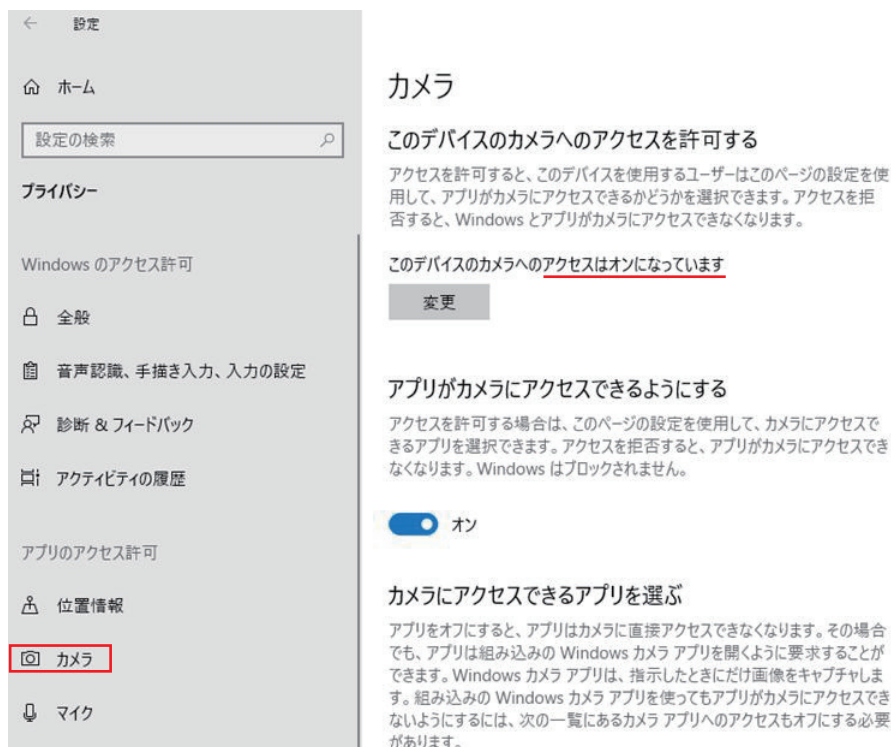 設定
ホーム
設定の検索
プライバシー
Windows のアクセス許可
全般
音声認識、手描き入力、入力の設定
診断 & フィードバック
アクティビティの履歴
アプリのアクセス許可
位置情報
カメラ
マイク
カメラ
このデバイスのカメラへのアクセスを許可する
アクセスを許可すると、このデバイスを使用するユーザーはこのページの設定を使
用して、アプリがカメラにアクセスできるかどうかを選択できます。アクセスを拒
否すると、Windows とアプリがカメラにアクセスできなくなります。
このデバイスのカメラへのアクセスはオンになっています
変更
アプリがカメラにアクセスできるようにする
アクセスを許可する場合は、このページの設定を使用して、カメラにアクセスで
きるアプリを選択できます。アクセスを拒否すると、アプリがカメラにアクセスでき
なくなります。Windows はブロックされません。
オン
カメラにアクセスできるアプリを選ぶ
アプリをオフにすると、アプリはカメラに直接アクセスできなくなります。その場合
でも、アプリは組み込みの Windows カメラ アプリを開くように要求することが
できます。Windows カメラ アプリは、指示したときにだけ画像をキャプチャしま
す。組み込みの Windows カメラ アプリを使ってもアプリがカメラにアクセスでき
ないようにするには、次の一覧にあるカメラ アプリへのアクセスもオフにする必要
があります。